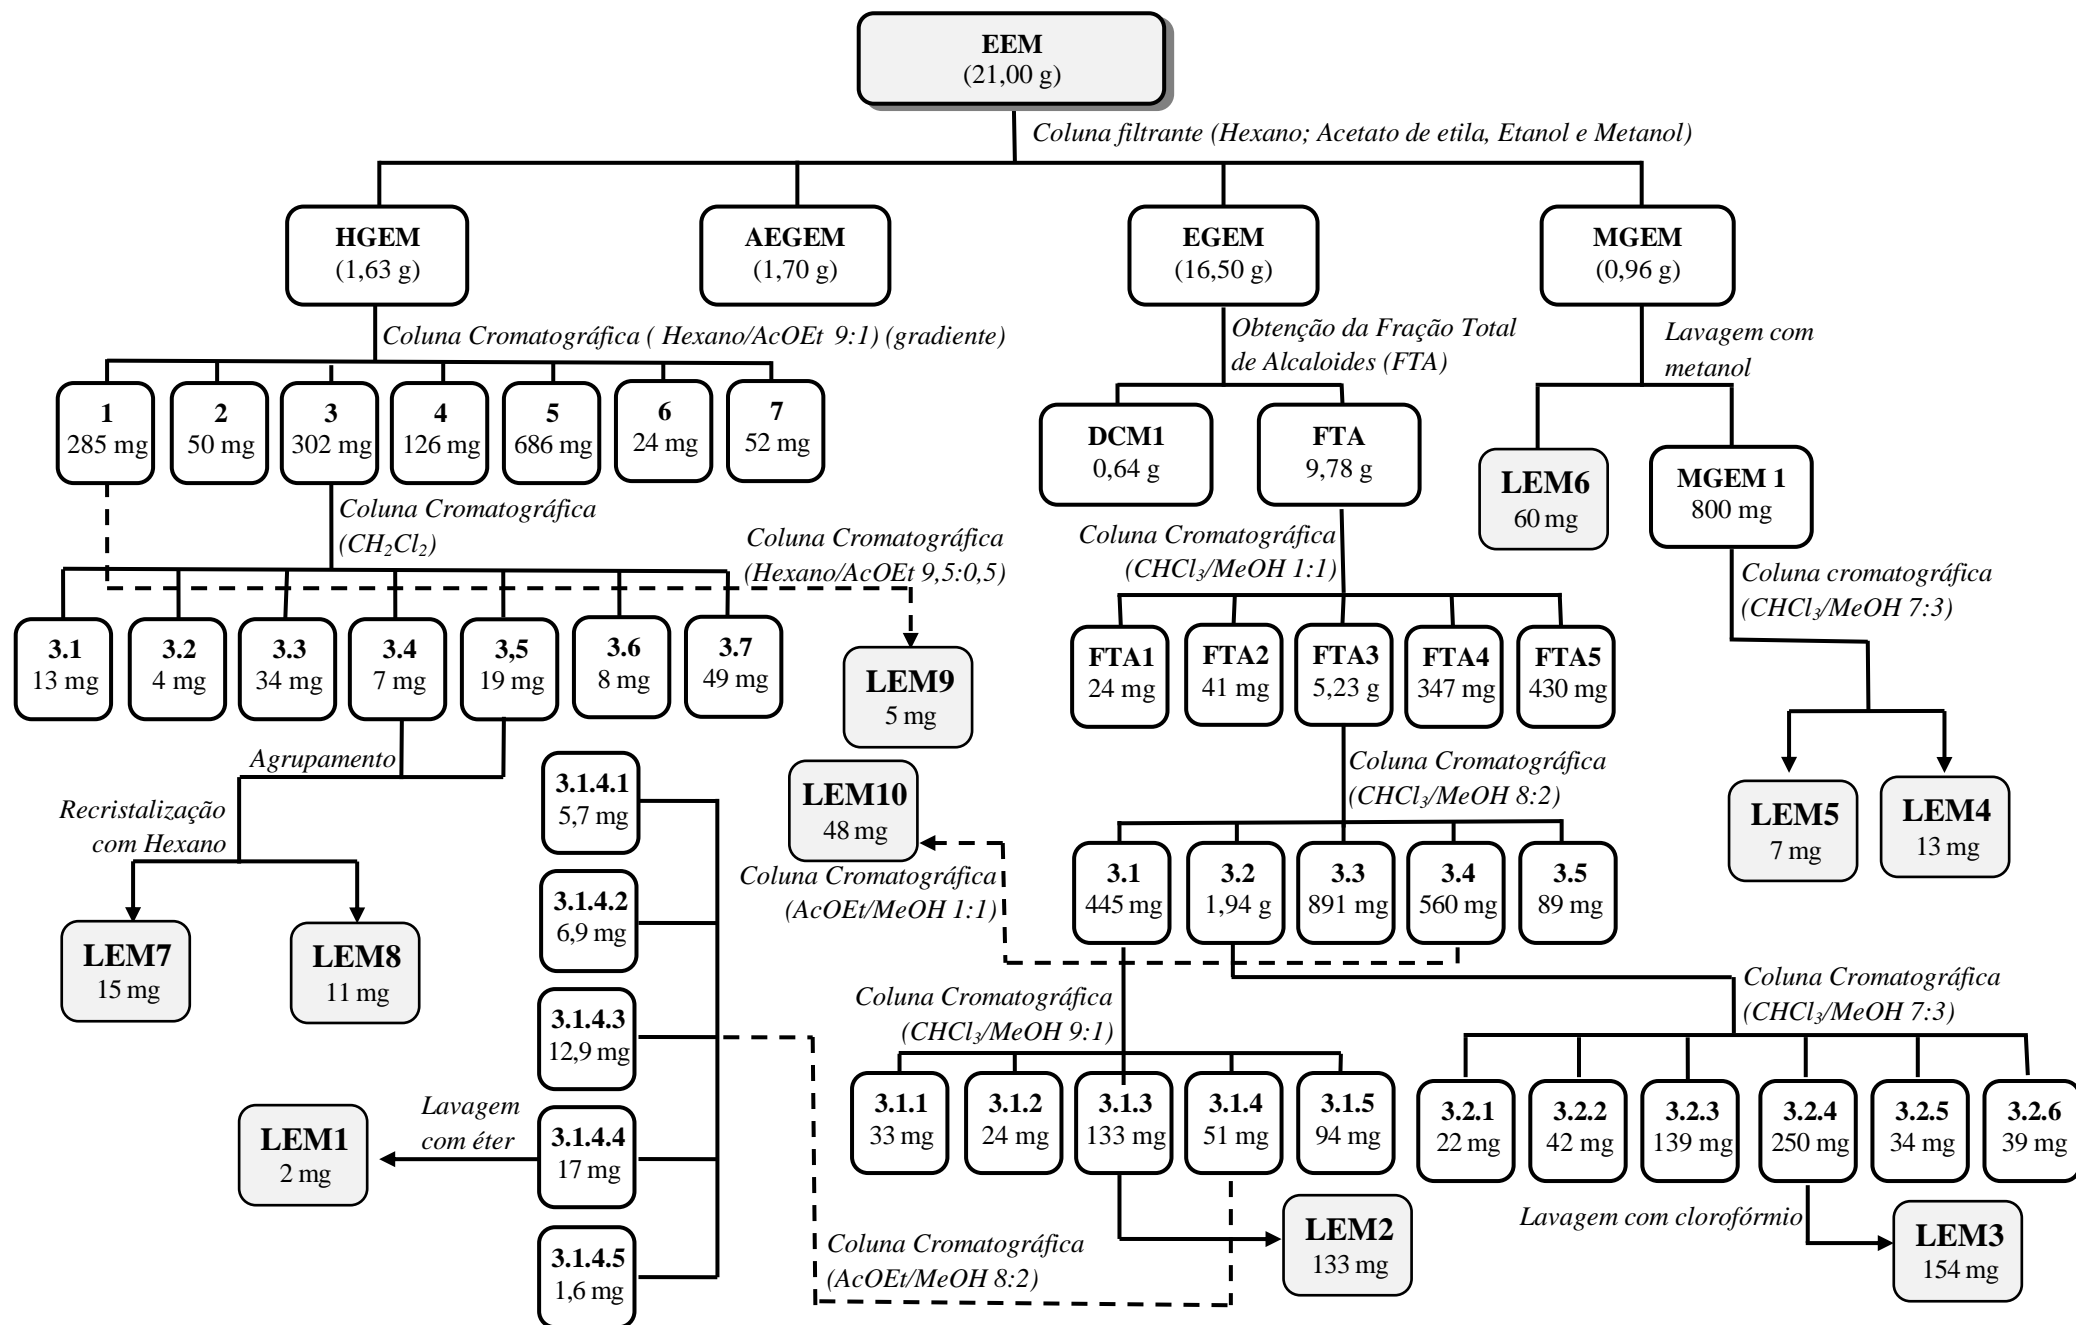 EEM
(21,00 g)
Coluna filtrante (Hexano; Acetato de etila, Etanol e Metanol)
HGEM
(1,63 g)
AEGEM
(1,70 g)
EGEM
(16,50 g)
MGEM
(0,96 g)
Coluna Cromatográfica ( Hexano/AcOEt 9:1) (gradiente)
Obtenção da Fração Total
de Alcaloides (FTA)
Lavagem com
metanol
1
285 mg
2
50 mg
3
302 mg
4
126 mg
5
686 mg
6
24 mg
7
52 mg
DCM1
0,64 g
FTA
9,78 g
LEM6
60 mg
MGEM 1
800 mg
Coluna Cromatográfica
(CH₂Cl₂)
Coluna Cromatográfica
(Hexano/AcOEt 9,5:0,5)
Coluna Cromatográfica
(CHCl₃/MeOH 1:1)
Coluna cromatográfica
(CHCl₃/MeOH 7:3)
3.1
13 mg
3.2
4 mg
3.3
34 mg
3.4
7 mg
3,5
19 mg
3.6
8 mg
3.7
49 mg
LEM9
5 mg
FTA1
24 mg
FTA2
41 mg
FTA3
5,23 g
FTA4
347 mg
FTA5
430 mg
Agrupamento
Recristalização
com Hexano
LEM7
15 mg
LEM8
11 mg
LEM10
48 mg
Coluna Cromatográfica
(AcOEt/MeOH 1:1)
Coluna Cromatográfica
(CHCl₃/MeOH 8:2)
LEM5
7 mg
LEM4
13 mg
3.1
445 mg
3.2
1,94 g
3.3
891 mg
3.4
560 mg
3.5
89 mg
3.1.4.1
5,7 mg
3.1.4.2
6,9 mg
3.1.4.3
12,9 mg
3.1.4.4
17 mg
3.1.4.5
1,6 mg
Lavagem
com éter
LEM1
2 mg
Coluna Cromatográfica
(CHCl₃/MeOH 9:1)
Coluna Cromatográfica
(CHCl₃/MeOH 7:3)
3.1.1
33 mg
3.1.2
24 mg
3.1.3
133 mg
3.1.4
51 mg
3.1.5
94 mg
3.2.1
22 mg
3.2.2
42 mg
3.2.3
139 mg
3.2.4
250 mg
3.2.5
34 mg
3.2.6
39 mg
Coluna Cromatográfica
(AcOEt/MeOH 8:2)
LEM2
133 mg
Lavagem com clorofórmio
LEM3
154 mg